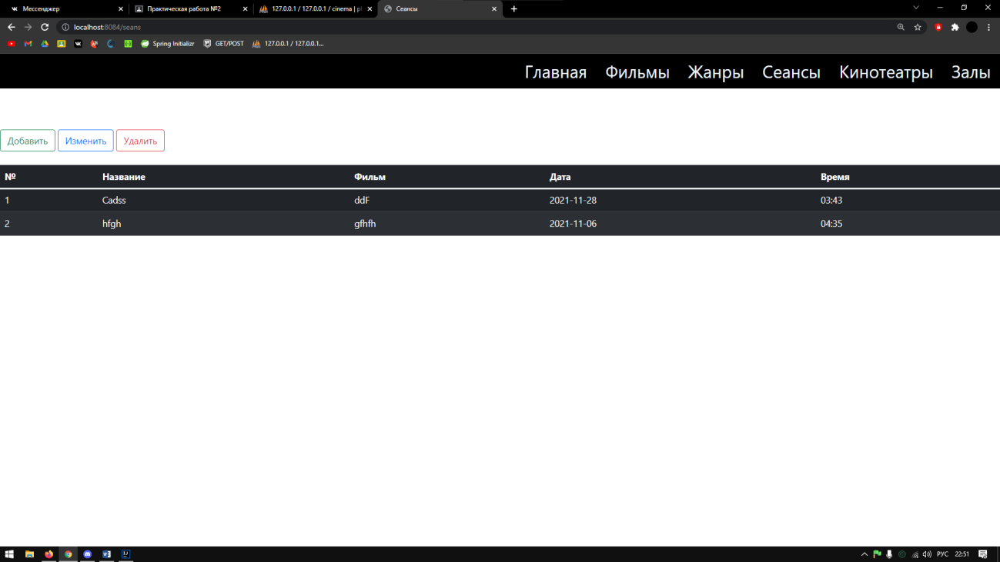 Мессенджер
Практическая работа №2
127.0.0.1 / 127.0.0.1 / cinema | pl
Сеансы
localhost:8084/seans
Spring Initializr
GET/POST
127.0.0.1 / 127.0.0.1...
Главная Фильмы Жанры Сеансы Кинотеатры Залы
Добавить Изменить Удалить
№ Название Фильм Дата Время
1 Cadss ddF 2021-11-28 03:43
2 hfgh gfhfh 2021-11-06 04:35
РУС 22:51